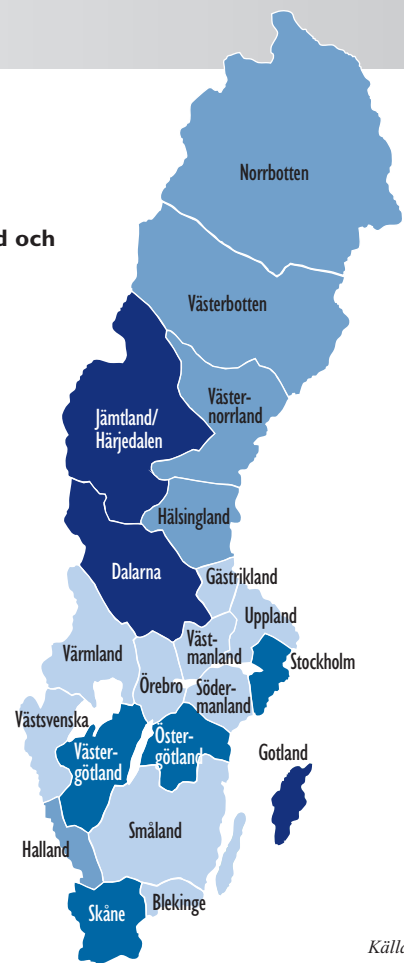 d och
Norrbotten
Västerbotten
Väster-
norrland
Jämtland/
Härjedalen
Hälsingland
Dalarna
Gästrikland
Uppland
Väst-
manland
Värmland
Stockholm
Örebro
Söder-
manland
Västsvenska
Väster-
götland
Öster-
götland
Gotland
Småland
Halland
Blekinge
Skåne
Källa